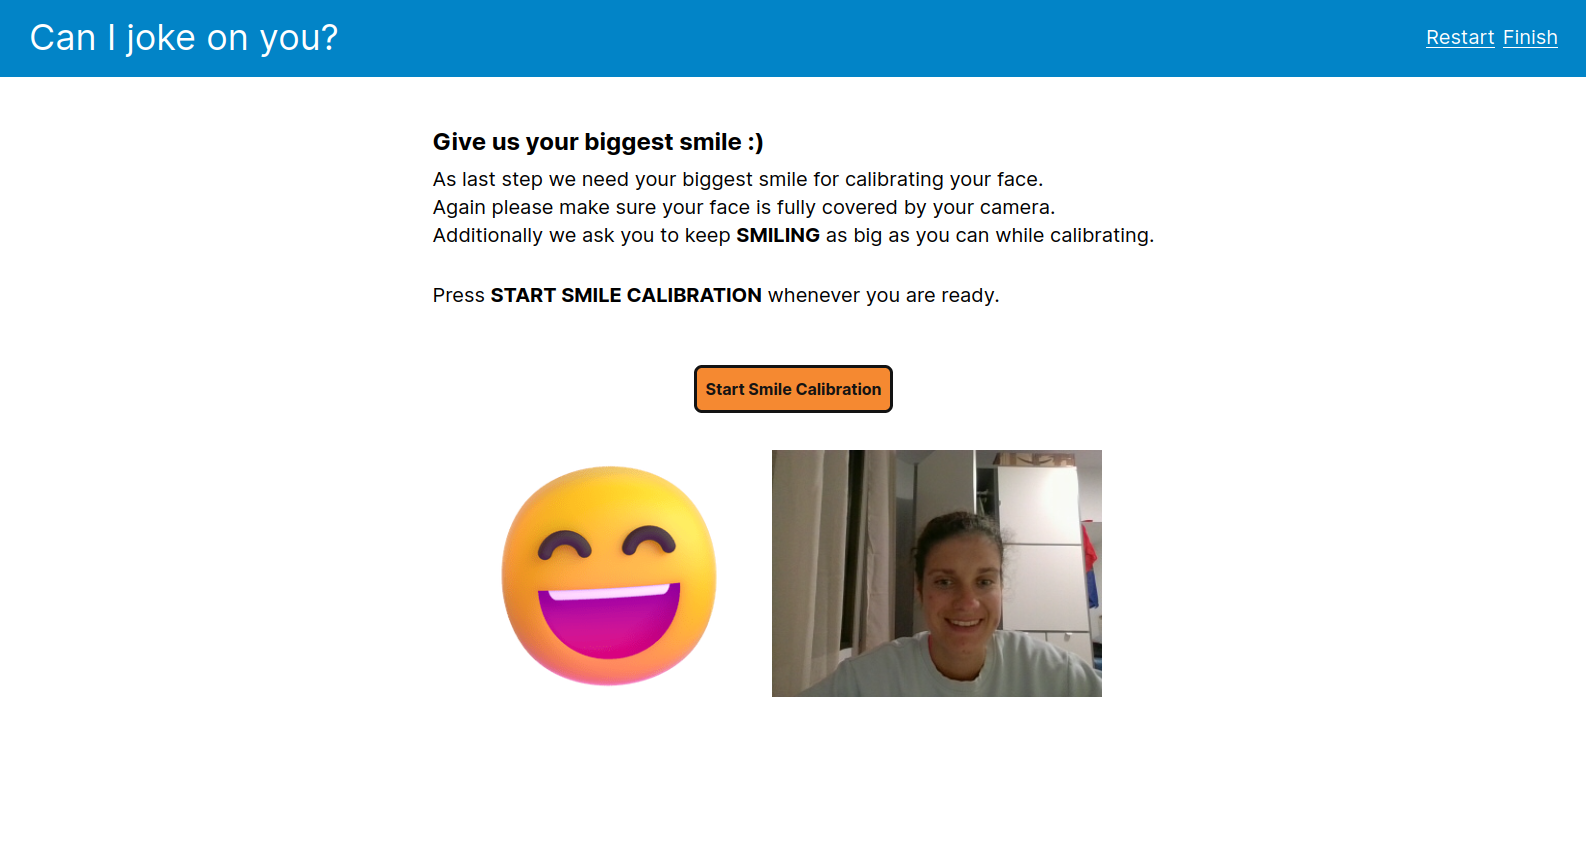 Can I joke on you?
Restart Finish
Give us your biggest smile :)
As last step we need your biggest smile for calibrating your face.
Again please make sure your face is fully covered by your camera.
Additionally we ask you to keep SMILING as big as you can while calibrating.
Press START SMILE CALIBRATION whenever you are ready.
Start Smile Calibration